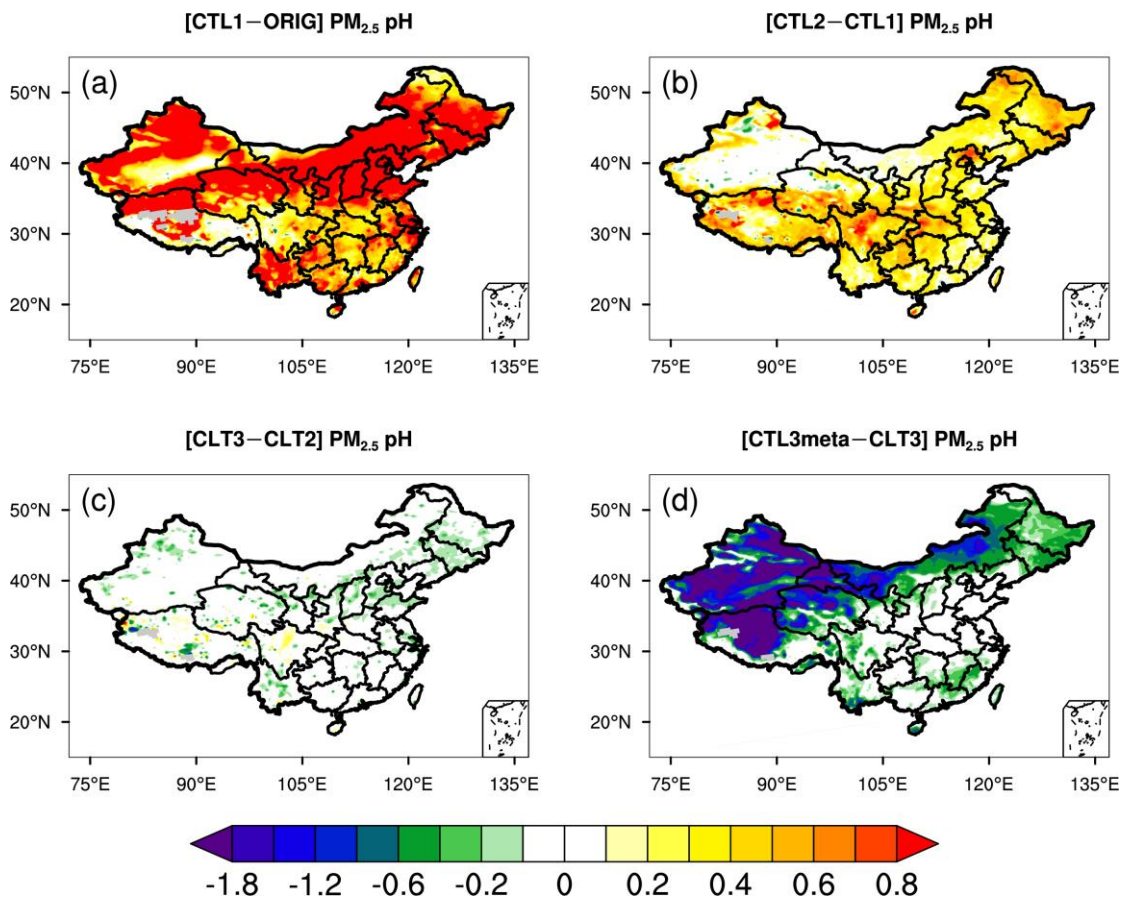 [CTL1−ORIG] PM2.5 pH
[CTL2−CTL1] PM2.5 pH
(a)
(b)
50°N
40°N
30°N
20°N
50°N
40°N
30°N
20°N
75°E 90°E 105°E 120°E 135°E
75°E 90°E 105°E 120°E 135°E
[CLT3−CLT2] PM2.5 pH
[CTL3meta−CLT3] PM2.5 pH
(c)
(d)
50°N
40°N
30°N
20°N
50°N
40°N
30°N
20°N
75°E 90°E 105°E 120°E 135°E
75°E 90°E 105°E 120°E 135°E
-1.8 -1.2 -0.6 -0.2 0 0.2 0.4 0.6 0.8